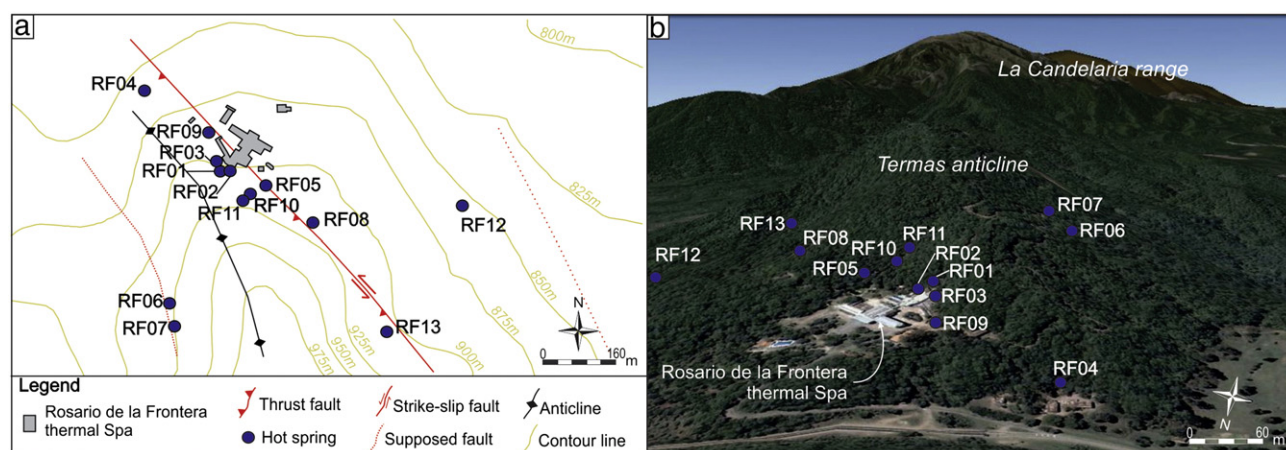 a
800m
825m
850m
875m
900m
925m
950m
975m
RF04
RF09
RF03
RF01
RF02
RF11
RF05
RF10
RF08
RF12
RF06
RF07
RF13
N
0 160 m
Legend
Rosario de la Frontera
thermal Spa
Thrust fault
Hot spring
Strike-slip fault
Supposed fault
Anticline
Contour line
b
La Candelaria range
Termas anticline
RF07
RF06
RF13
RF08
RF11
RF10
RF02
RF12
RF05
RF01
RF03
RF09
Rosario de la Frontera
thermal Spa
RF04
N
0 60 m